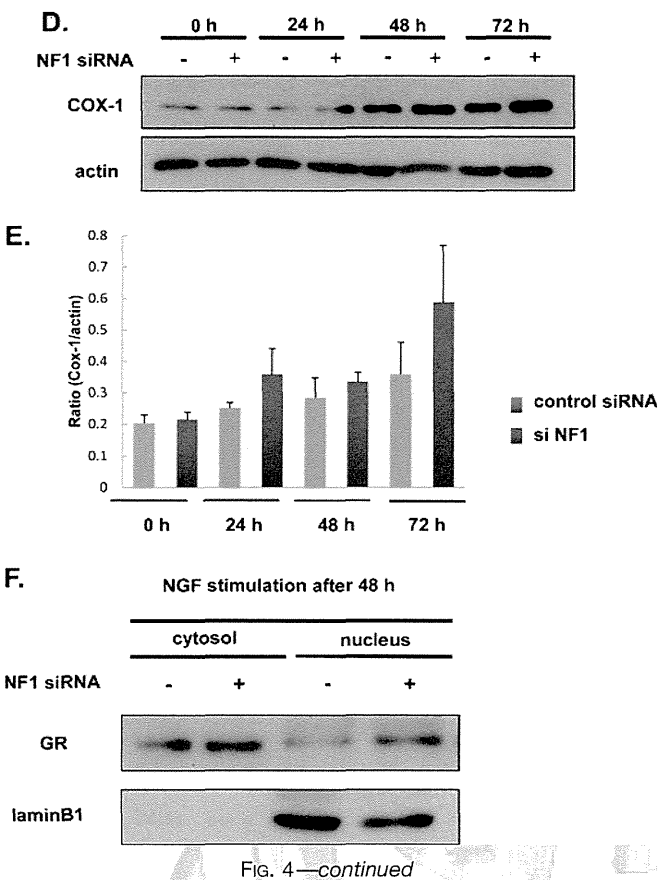 D.
0 h 24 h 48 h 72 h
NF1 siRNA - + - + - + - +
COX-1
actin
E.
Ratio (Cox-1/actin)
0.8
0.7
0.6
0.5
0.4
0.3
0.2
0.1
0
0 h 24 h 48 h 72 h
control siRNA
si NF1
F.
NGF stimulation after 48 h
cytosol nucleus
NF1 siRNA - + - +
GR
laminB1
FIG. 4—continued